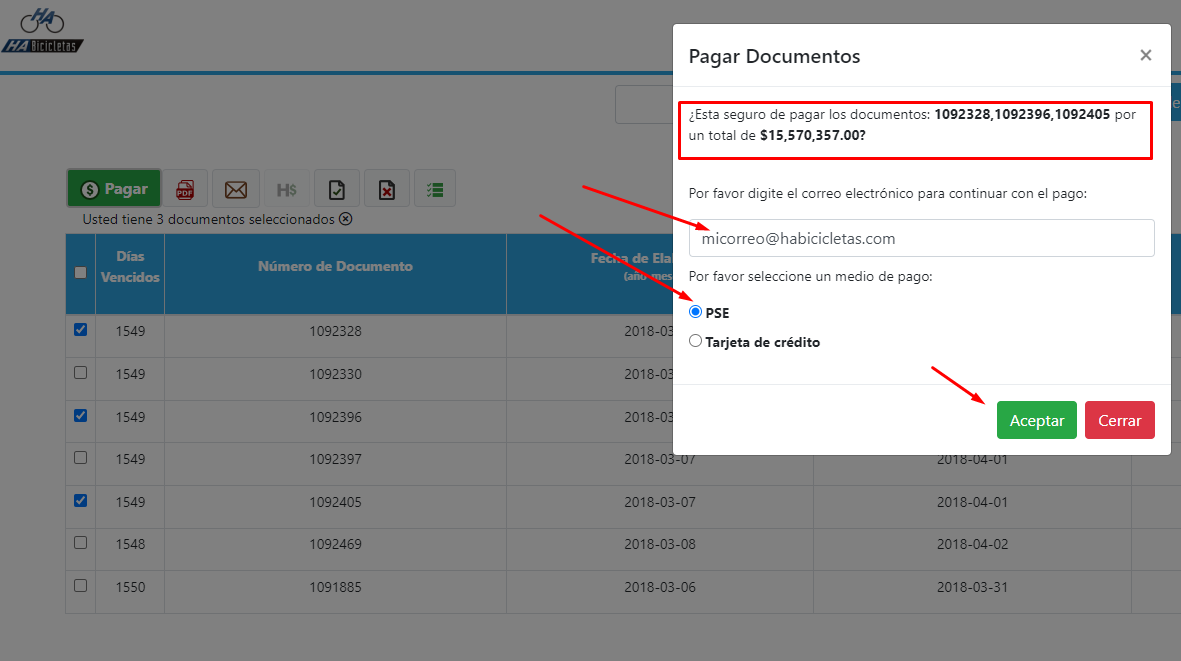 HA
HA Bicicletas
Pagar Documentos
×
¿Esta seguro de pagar los documentos: 1092328,1092396,1092405 por
un total de $15,570,357.00?
Por favor digite el correo electrónico para continuar con el pago:
micorreo@habicicletas.com
Por favor seleccione un medio de pago:
PSE
Tarjeta de crédito
Aceptar Cerrar
Pagar PDF H$
Usted tiene 3 documentos seleccionados
Días
Vencidos
Número de Documento
Fecha de Ela
(año-mes
1549 1092328 2018-03
1549 1092330 2018-03
1549 1092396 2018-03
1549 1092397 2018-03-07 2018-04-01
1549 1092405 2018-03-07 2018-04-01
1548 1092469 2018-03-08 2018-04-02
1550 1091885 2018-03-06 2018-03-31